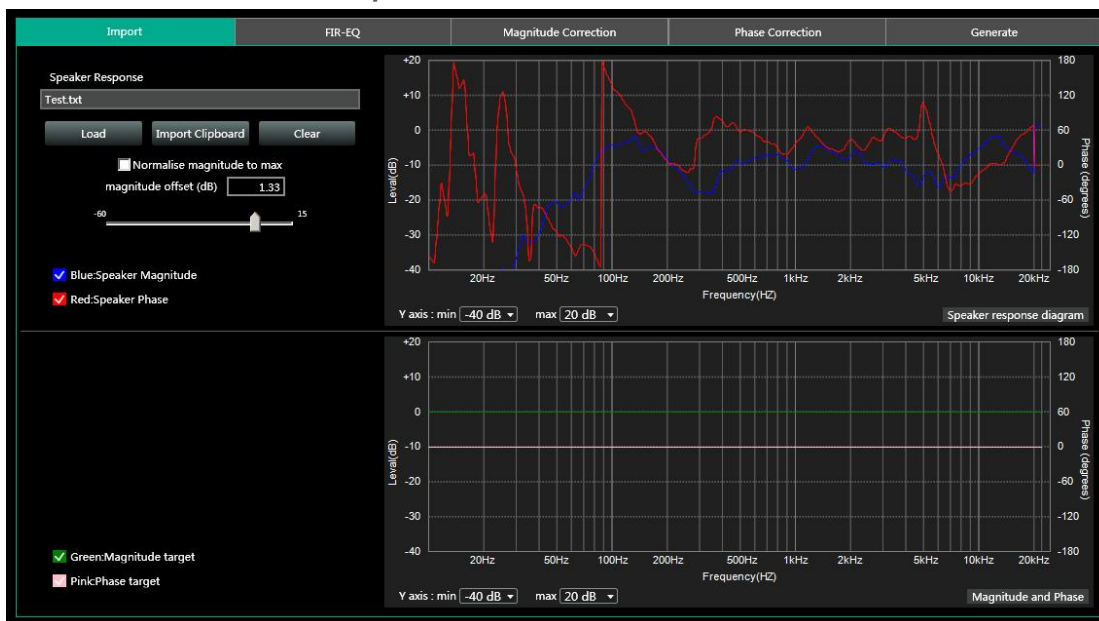 Import FIR-EQ Magnitude Correction Phase Correction Generate
Speaker Response
Test.txt
Load Import Clipboard Clear
Normalise magnitude to max
magnitude offset (dB) 1.33
-60 15
Blue:Speaker Magnitude
Red:Speaker Phase
+20 180
+10 120
0 60
-10 0
-20 -60
-30 -120
-40 -180
Leval(dB)
Phase (degrees)
20Hz 50Hz 100Hz 200Hz 500Hz 1kHz 2kHz 5kHz 10kHz 20kHz
Frequency(HZ)
Y axis : min -40 dB max 20 dB Speaker response diagram
+20 180
+10 120
0 60
-10 0
-20 -60
-30 -120
-40 -180
Leval(dB)
Phase (degrees)
Green:Magnitude target
Pink:Phase target
20Hz 50Hz 100Hz 200Hz 500Hz 1kHz 2kHz 5kHz 10kHz 20kHz
Frequency(HZ)
Y axis : min -40 dB max 20 dB Magnitude and Phase